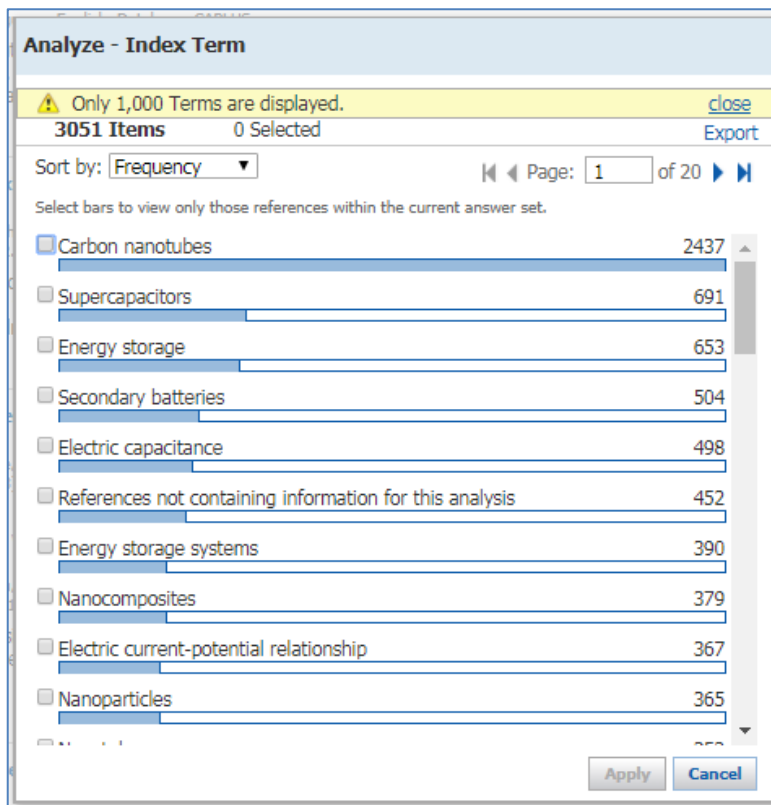 Analyze - Index Term
Only 1,000 Terms are displayed. close
3051 Items 0 Selected Export
Sort by: Frequency Page: 1 of 20
Select bars to view only those references within the current answer set.
Carbon nanotubes 2437
Supercapacitors 691
Energy storage 653
Secondary batteries 504
Electric capacitance 498
References not containing information for this analysis 452
Energy storage systems 390
Nanocomposites 379
Electric current-potential relationship 367
Nanoparticles 365
Apply Cancel